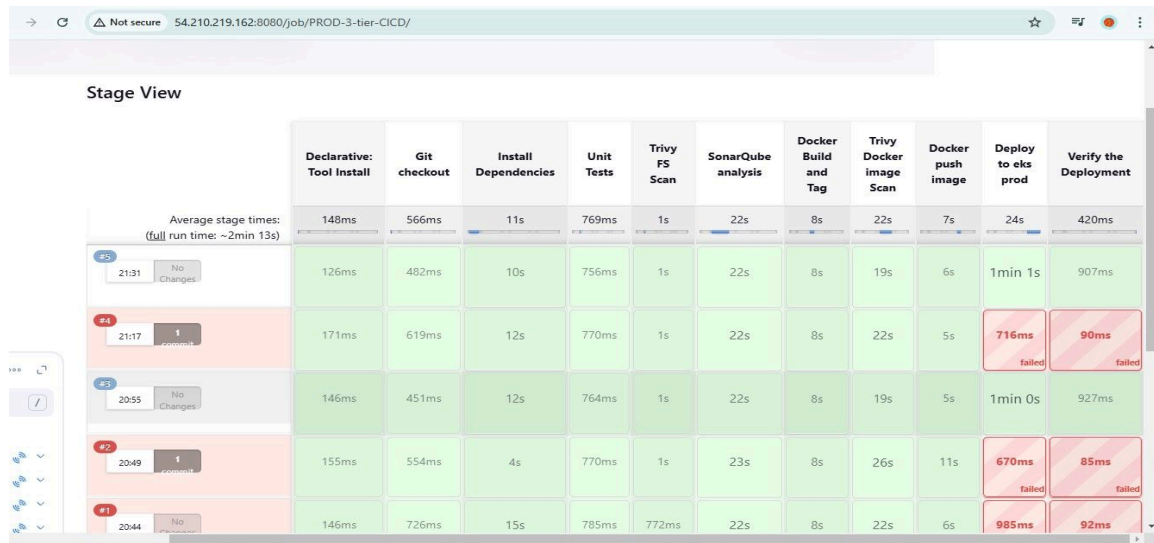 Not secure 54.210.219.162:8080/job/PROD-3-tier-CICD/
Stage View
Declarative: Tool Install
Git checkout
Install Dependencies
Unit Tests
Trivy FS Scan
SonarQube analysis
Docker Build and Tag
Trivy Docker image Scan
Docker push image
Deploy to eks prod
Verify the Deployment
Average stage times: 148ms 566ms 11s 769ms 1s 22s 8s 22s 7s 24s 420ms
(full run time: ~2min 13s)
#5
21:31 No Changes 126ms 482ms 10s 756ms 1s 22s 8s 19s 6s 1min 1s 907ms
#4
21:17 1 commit 171ms 619ms 12s 770ms 1s 22s 8s 22s 5s 716ms 90ms
failed failed
#3
/ 20:55 No Changes 146ms 451ms 12s 764ms 1s 22s 8s 19s 5s 1min 0s 927ms
#2
20:49 1 commit 155ms 554ms 4s 770ms 1s 23s 8s 26s 11s 670ms 85ms
failed failed
#1
20:44 No 146ms 726ms 15s 785ms 772ms 22s 8s 22s 6s 985ms 92ms